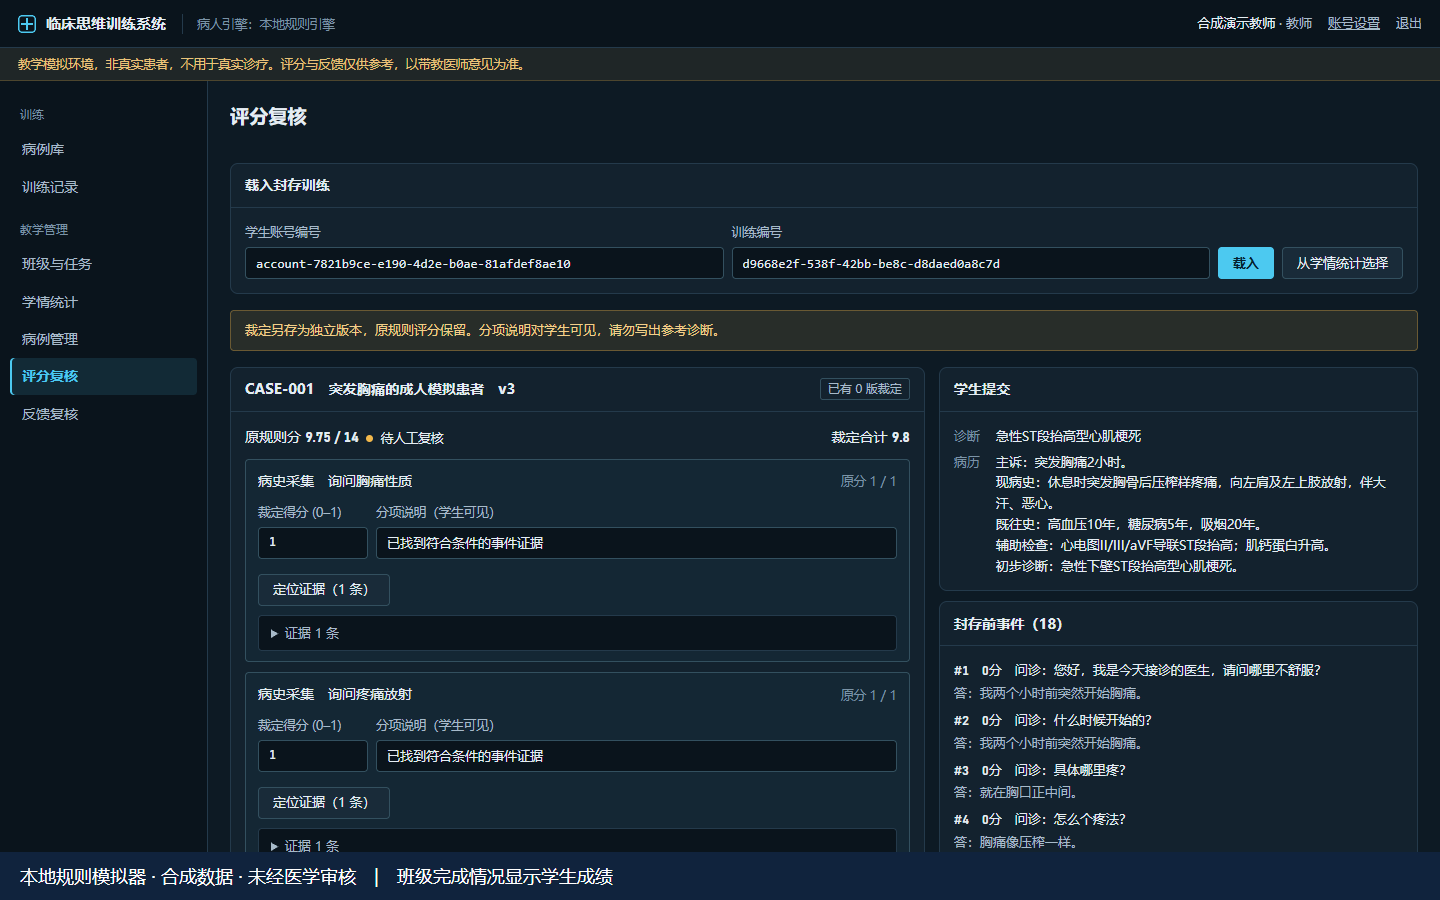 临床思维训练系统
病人引擎：本地规则引擎
合成演示教师 · 教师
账号设置
退出
教学模拟环境，非真实患者，不用于真实诊疗。评分与反馈仅供参考，以带教医师意见为准。
训练
病例库
训练记录
教学管理
班级与任务
学情统计
病例管理
评分复核
反馈复核
评分复核
载入封存训练
学生账号编号
训练编号
account-7821b9ce-e190-4d2e-b0ae-81afdef8ae10
d9668e2f-538f-42bb-be8c-d8daed0a8c7d
载入
从学情统计选择
裁定另存为独立版本，原规则评分保留。分项说明对学生可见，请勿写出参考诊断。
CASE-001 突发胸痛的成人模拟患者 v3
已有 0 版裁定
原规则分 9.75 / 14 待人工复核
裁定合计 9.8
病史采集 询问胸痛性质
原分 1 / 1
裁定得分 (0–1)
分项说明（学生可见）
1
已找到符合条件的事件证据
定位证据（1 条）
▶ 证据 1 条
病史采集 询问疼痛放射
原分 1 / 1
裁定得分 (0–1)
分项说明（学生可见）
1
已找到符合条件的事件证据
定位证据（1 条）
▶ 证据 1 条
学生提交
诊断 急性ST段抬高型心肌梗死
病历 主诉：突发胸痛2小时。
现病史：休息时突发胸骨后压榨样疼痛，向左肩及左上肢放射，伴大
汗、恶心。
既往史：高血压10年，糖尿病5年，吸烟20年。
辅助检查：心电图II/III/aVF导联ST段抬高；肌钙蛋白升高。
初步诊断：急性下壁ST段抬高型心肌梗死。
封存前事件（18）
#1 0分 问诊：您好，我是今天接诊的医生，请问哪里不舒服？
答：我两个小时前突然开始胸痛。
#2 0分 问诊：什么时候开始的？
答：我两个小时前突然开始胸痛。
#3 0分 问诊：具体哪里疼？
答：就在胸口正中间。
#4 0分 问诊：怎么个疼法？
答：胸痛像压榨一样。
本地规则模拟器 · 合成数据 · 未经医学审核 | 班级完成情况显示学生成绩